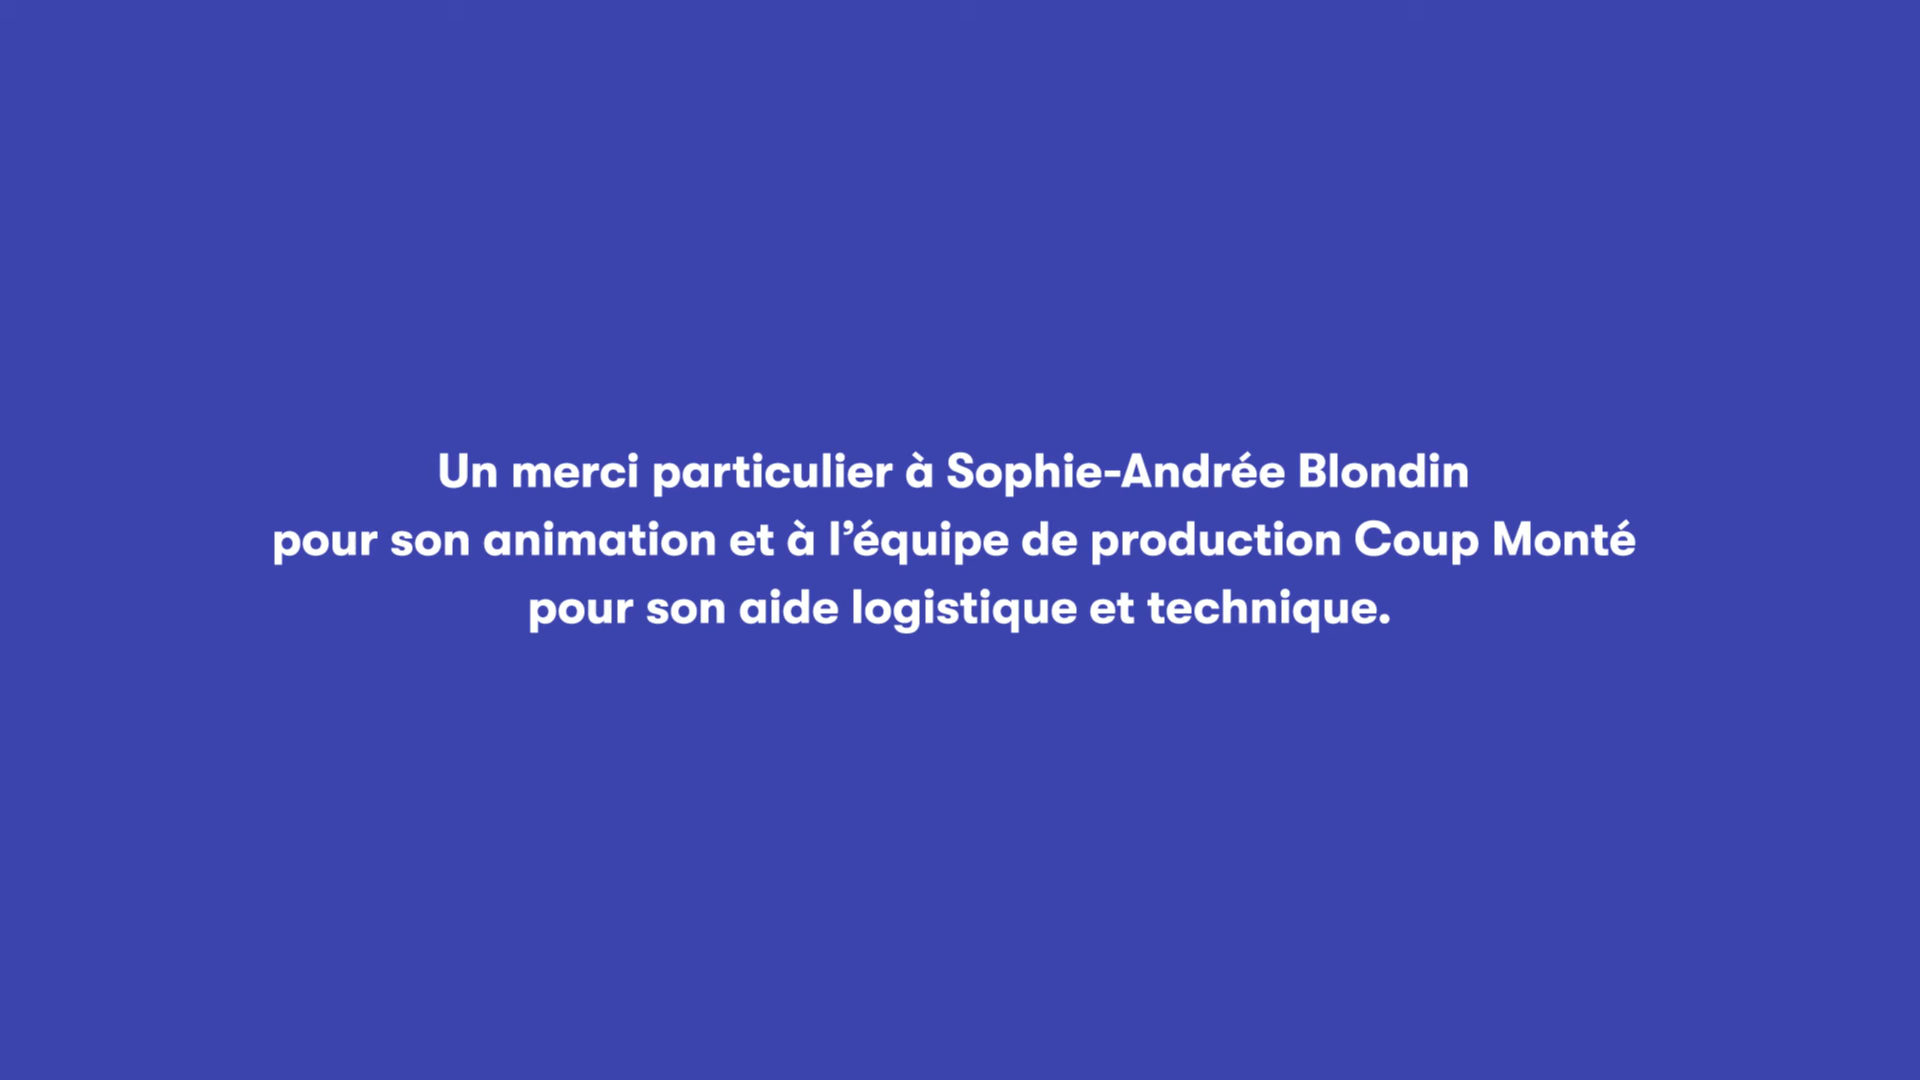 Un merci particulier à Sophie-Andrée Blondin
pour son animation et à l’équipe de production Coup Monté
pour son aide logistique et technique.